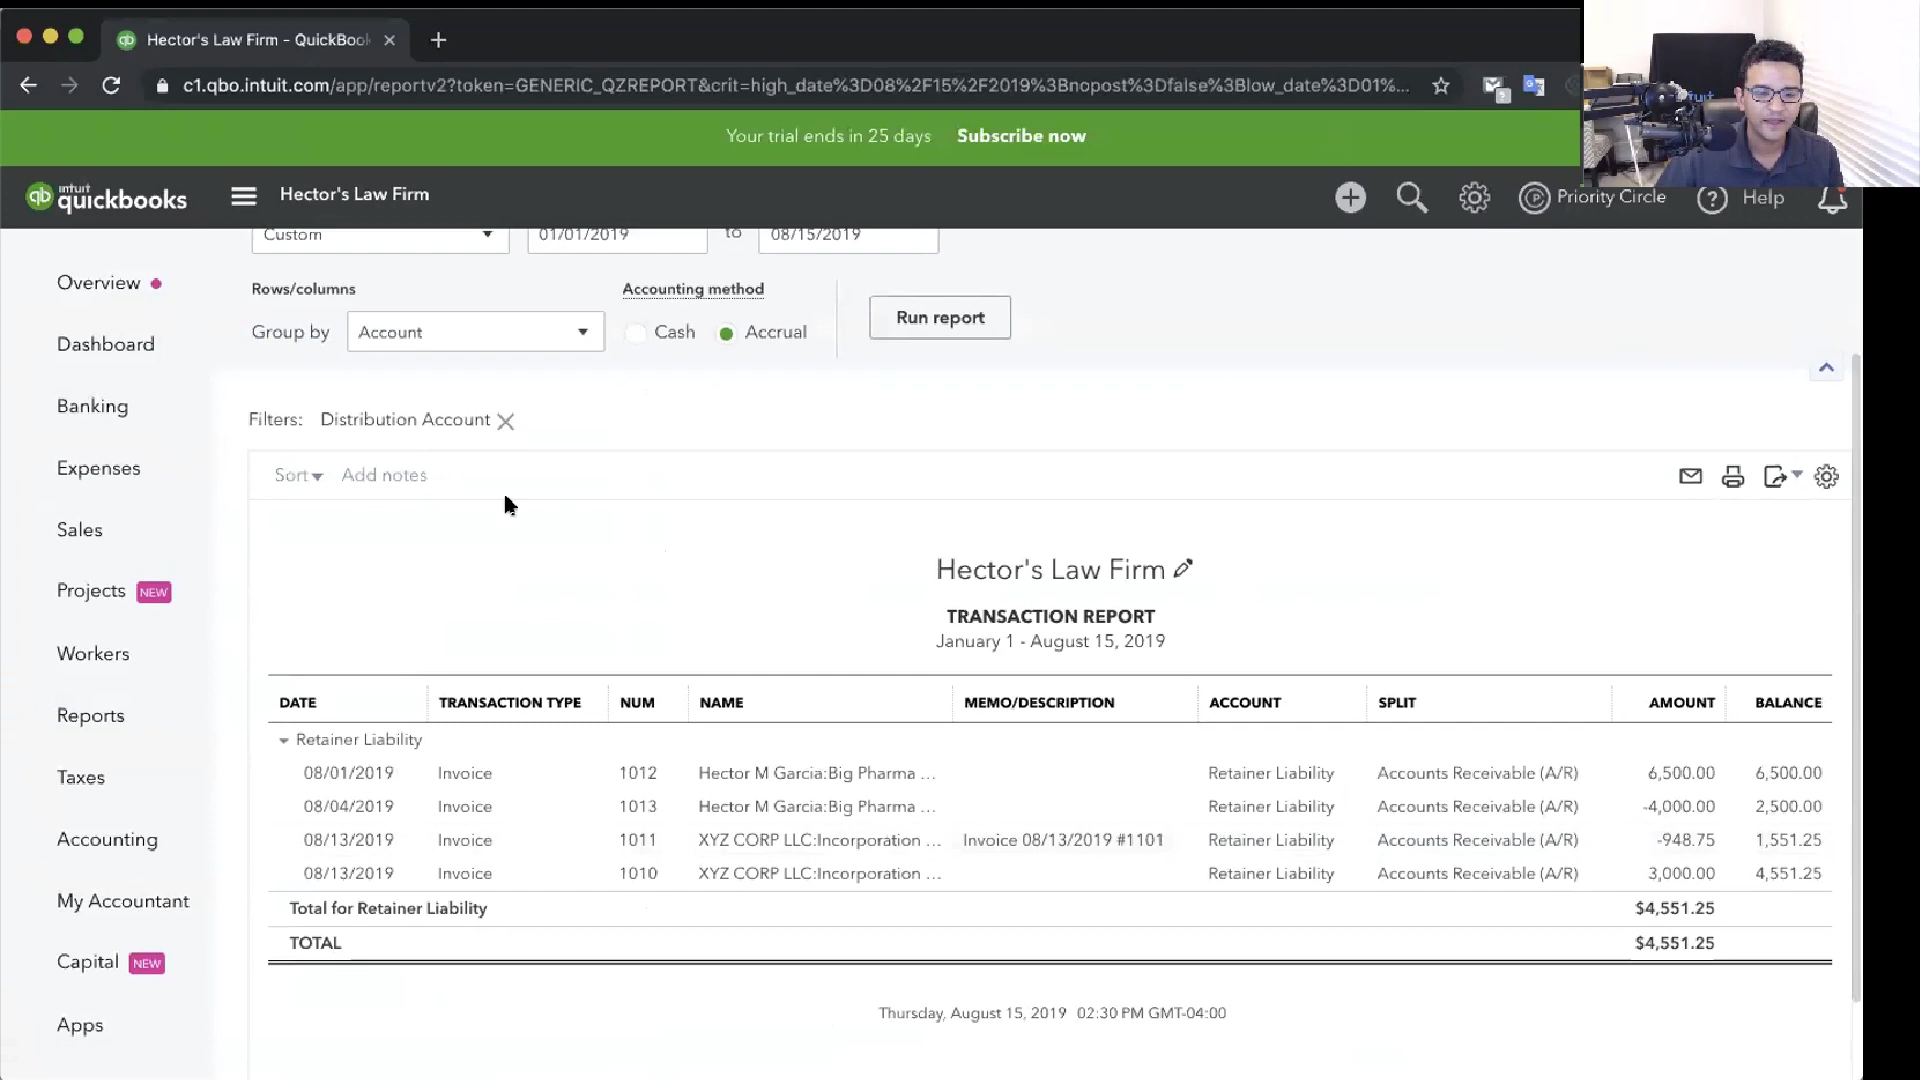 Hector's Law Firm - QuickBook
c1.qbo.intuit.com/app/reportv2?token=GENERIC_QZREPORT&crit=high_date%3D08%2F15%2F2019%3Bnopost%3Dfalse%3Blow_date%3D01%...
Your trial ends in 25 days Subscribe now
intuit quickbooks Hector's Law Firm Priority Circle Help
Custom 01/01/2019 to 08/15/2019
Overview
Rows/columns Accounting method
Group by Account Cash Accrual Run report
Dashboard
Banking
Filters: Distribution Account
Expenses
Sort Add notes
Sales
Hector's Law Firm
Projects NEW
TRANSACTION REPORT
January 1 - August 15, 2019
Workers
DATE TRANSACTION TYPE NUM NAME MEMO/DESCRIPTION ACCOUNT SPLIT AMOUNT BALANCE
Reports
Retainer Liability
08/01/2019 Invoice 1012 Hector M Garcia:Big Pharma ... Retainer Liability Accounts Receivable (A/R) 6,500.00 6,500.00
Taxes
08/04/2019 Invoice 1013 Hector M Garcia:Big Pharma ... Retainer Liability Accounts Receivable (A/R) -4,000.00 2,500.00
Accounting
08/13/2019 Invoice 1011 XYZ CORP LLC:Incorporation ... Invoice 08/13/2019 #1101 Retainer Liability Accounts Receivable (A/R) -948.75 1,551.25
08/13/2019 Invoice 1010 XYZ CORP LLC:Incorporation ... Retainer Liability Accounts Receivable (A/R) 3,000.00 4,551.25
My Accountant
Total for Retainer Liability $4,551.25
TOTAL $4,551.25
Capital NEW
Thursday, August 15, 2019 02:30 PM GMT-04:00
Apps